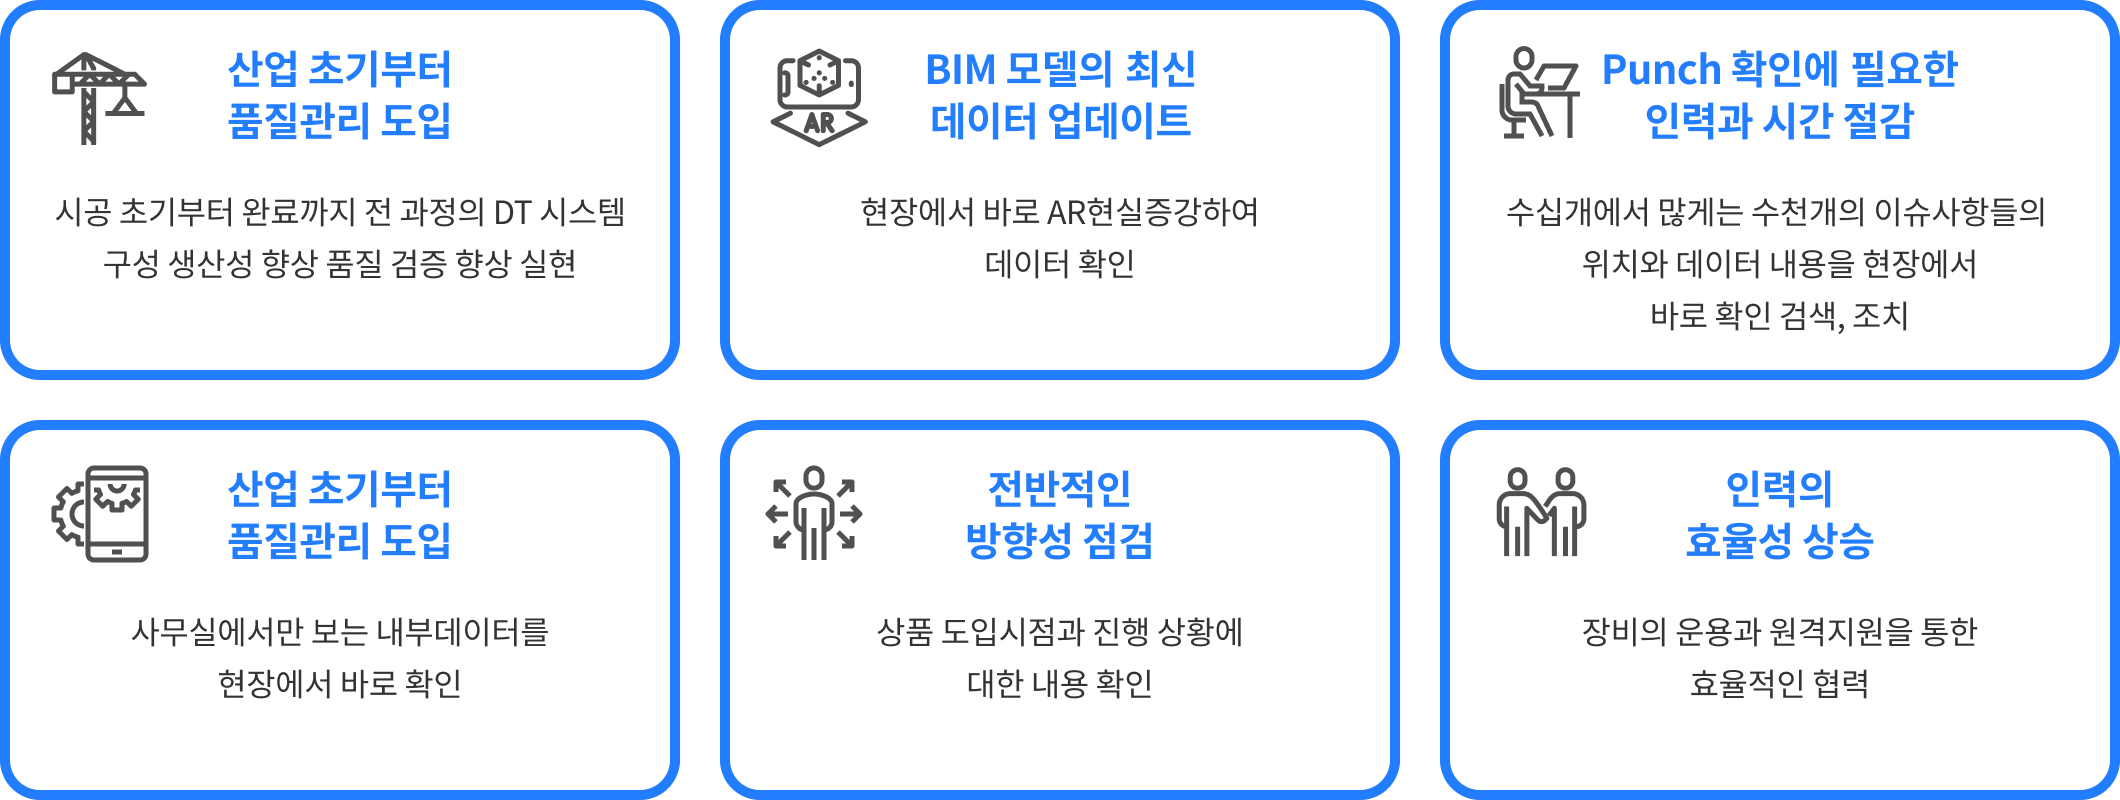 산업 초기부터
품질관리 도입
시공 초기부터 완료까지 전 과정의 DT 시스템
구성 생산성 향상 품질 검증 향상 실현
BIM 모델의 최신
데이터 업데이트
AR
현장에서 바로 AR현실증강하여
데이터 확인
Punch 확인에 필요한
인력과 시간 절감
수십개에서 많게는 수천개의 이슈사항들의
위치와 데이터 내용을 현장에서
바로 확인 검색, 조치
산업 초기부터
품질관리 도입
사무실에서만 보는 내부데이터를
현장에서 바로 확인
전반적인
방향성 점검
상품 도입시점과 진행 상황에
대한 내용 확인
인력의
효율성 상승
장비의 운용과 원격지원을 통한
효율적인 협력